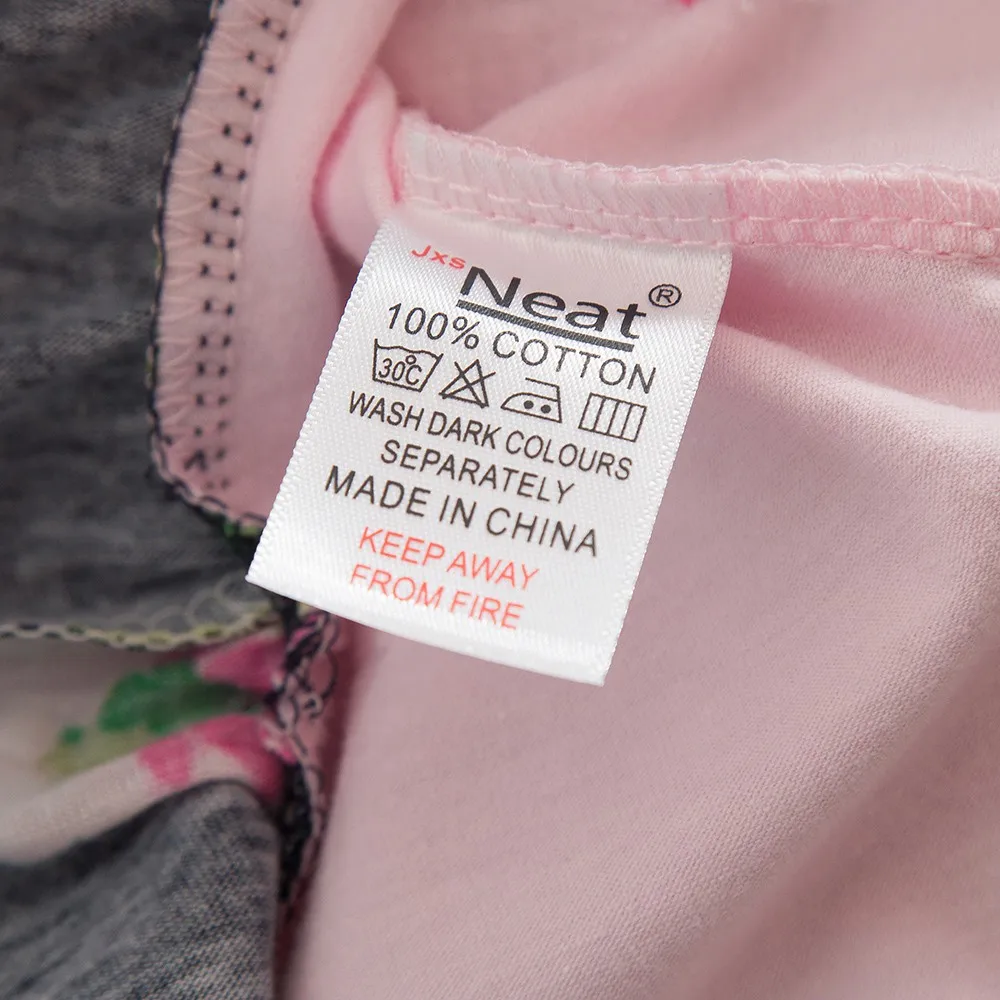 Jxs Neat®
100% COTTON
30°C
WASH DARK COLOURS
SEPARATELY
MADE IN CHINA
KEEP AWAY
FROM FIRE